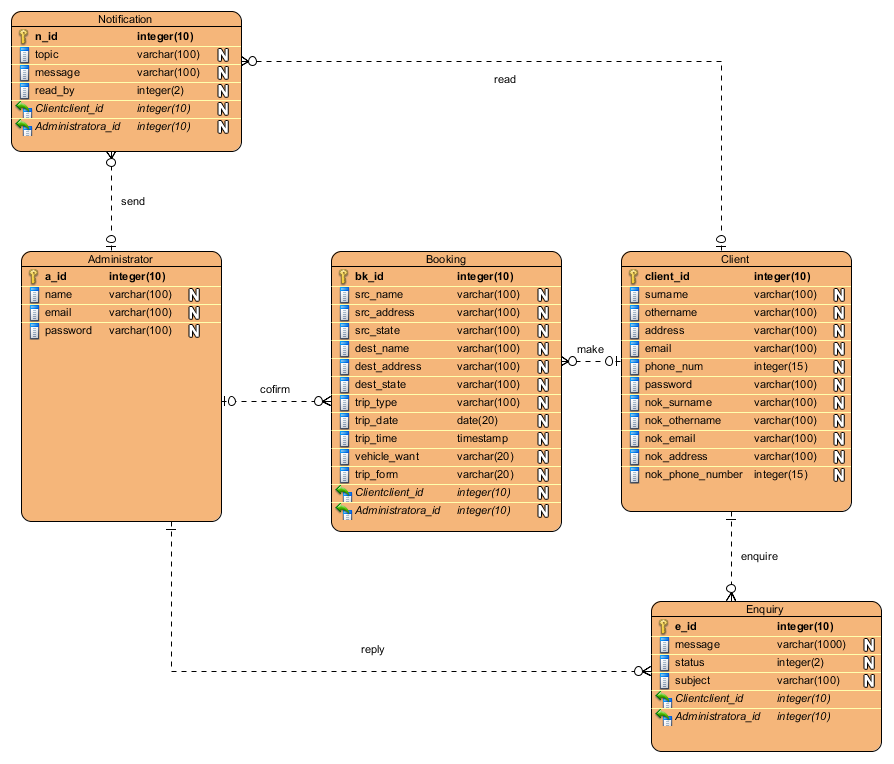 Notification
n_id integer(10)
topic varchar(100) N
message varchar(100) N
read_by integer(2) N
Clientclient_id integer(10) N
Administratora_id integer(10) N
read
send
Administrator
a_id integer(10)
name varchar(100) N
email varchar(100) N
password varchar(100) N
cofirm
Booking
bk_id integer(10)
src_name varchar(100) N
src_address varchar(100) N
src_state varchar(100) N
dest_name varchar(100) N
dest_address varchar(100) N
dest_state varchar(100) N
trip_type varchar(100) N
trip_date date(20) N
trip_time timestamp N
vehicle_want varchar(20) N
trip_form varchar(20) N
Clientclient_id integer(10) N
Administratora_id integer(10) N
make
Client
client_id integer(10)
surname varchar(100) N
othername varchar(100) N
address varchar(100) N
email varchar(100) N
phone_num integer(15) N
password varchar(100) N
nok_surname varchar(100) N
nok_othername varchar(100) N
nok_email varchar(100) N
nok_address varchar(100) N
nok_phone_number integer(15) N
enquire
reply
Enquiry
e_id integer(10)
message varchar(1000) N
status integer(2) N
subject varchar(100) N
Clientclient_id integer(10)
Administratora_id integer(10)